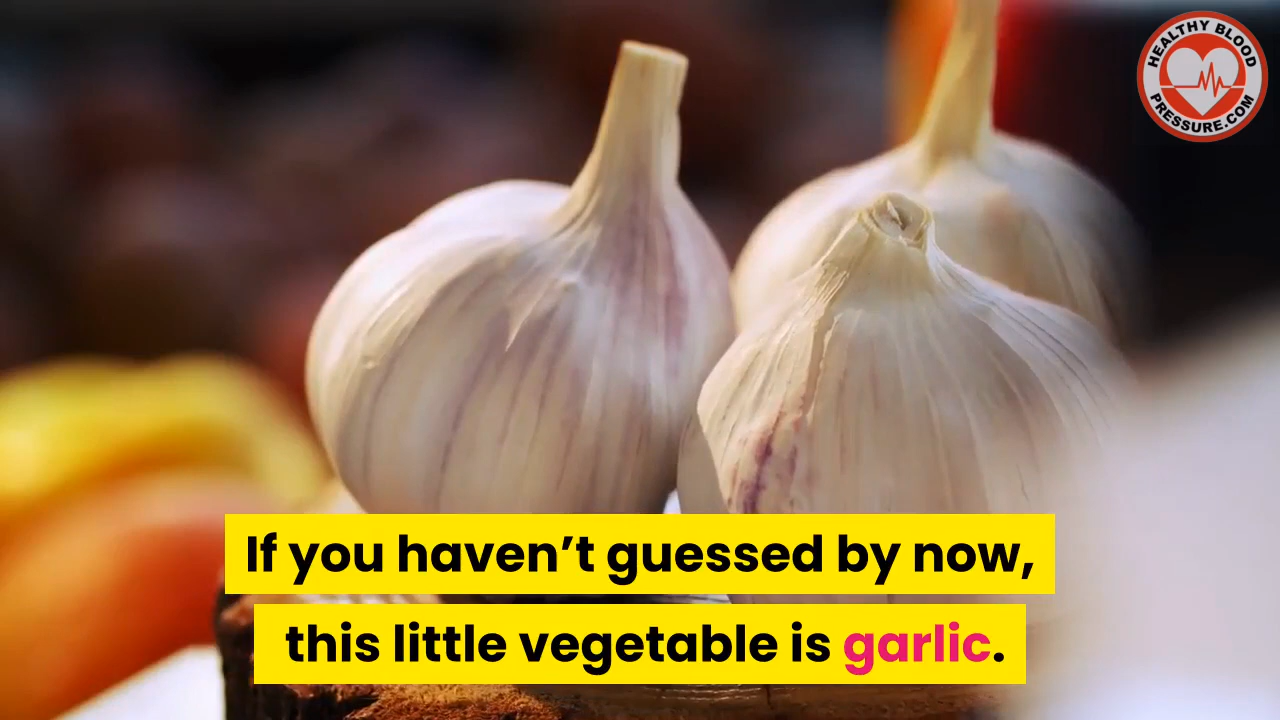 HEALTHY BLOOD
PRESSURE.COM
If you haven’t guessed by now,
this little vegetable is garlic.